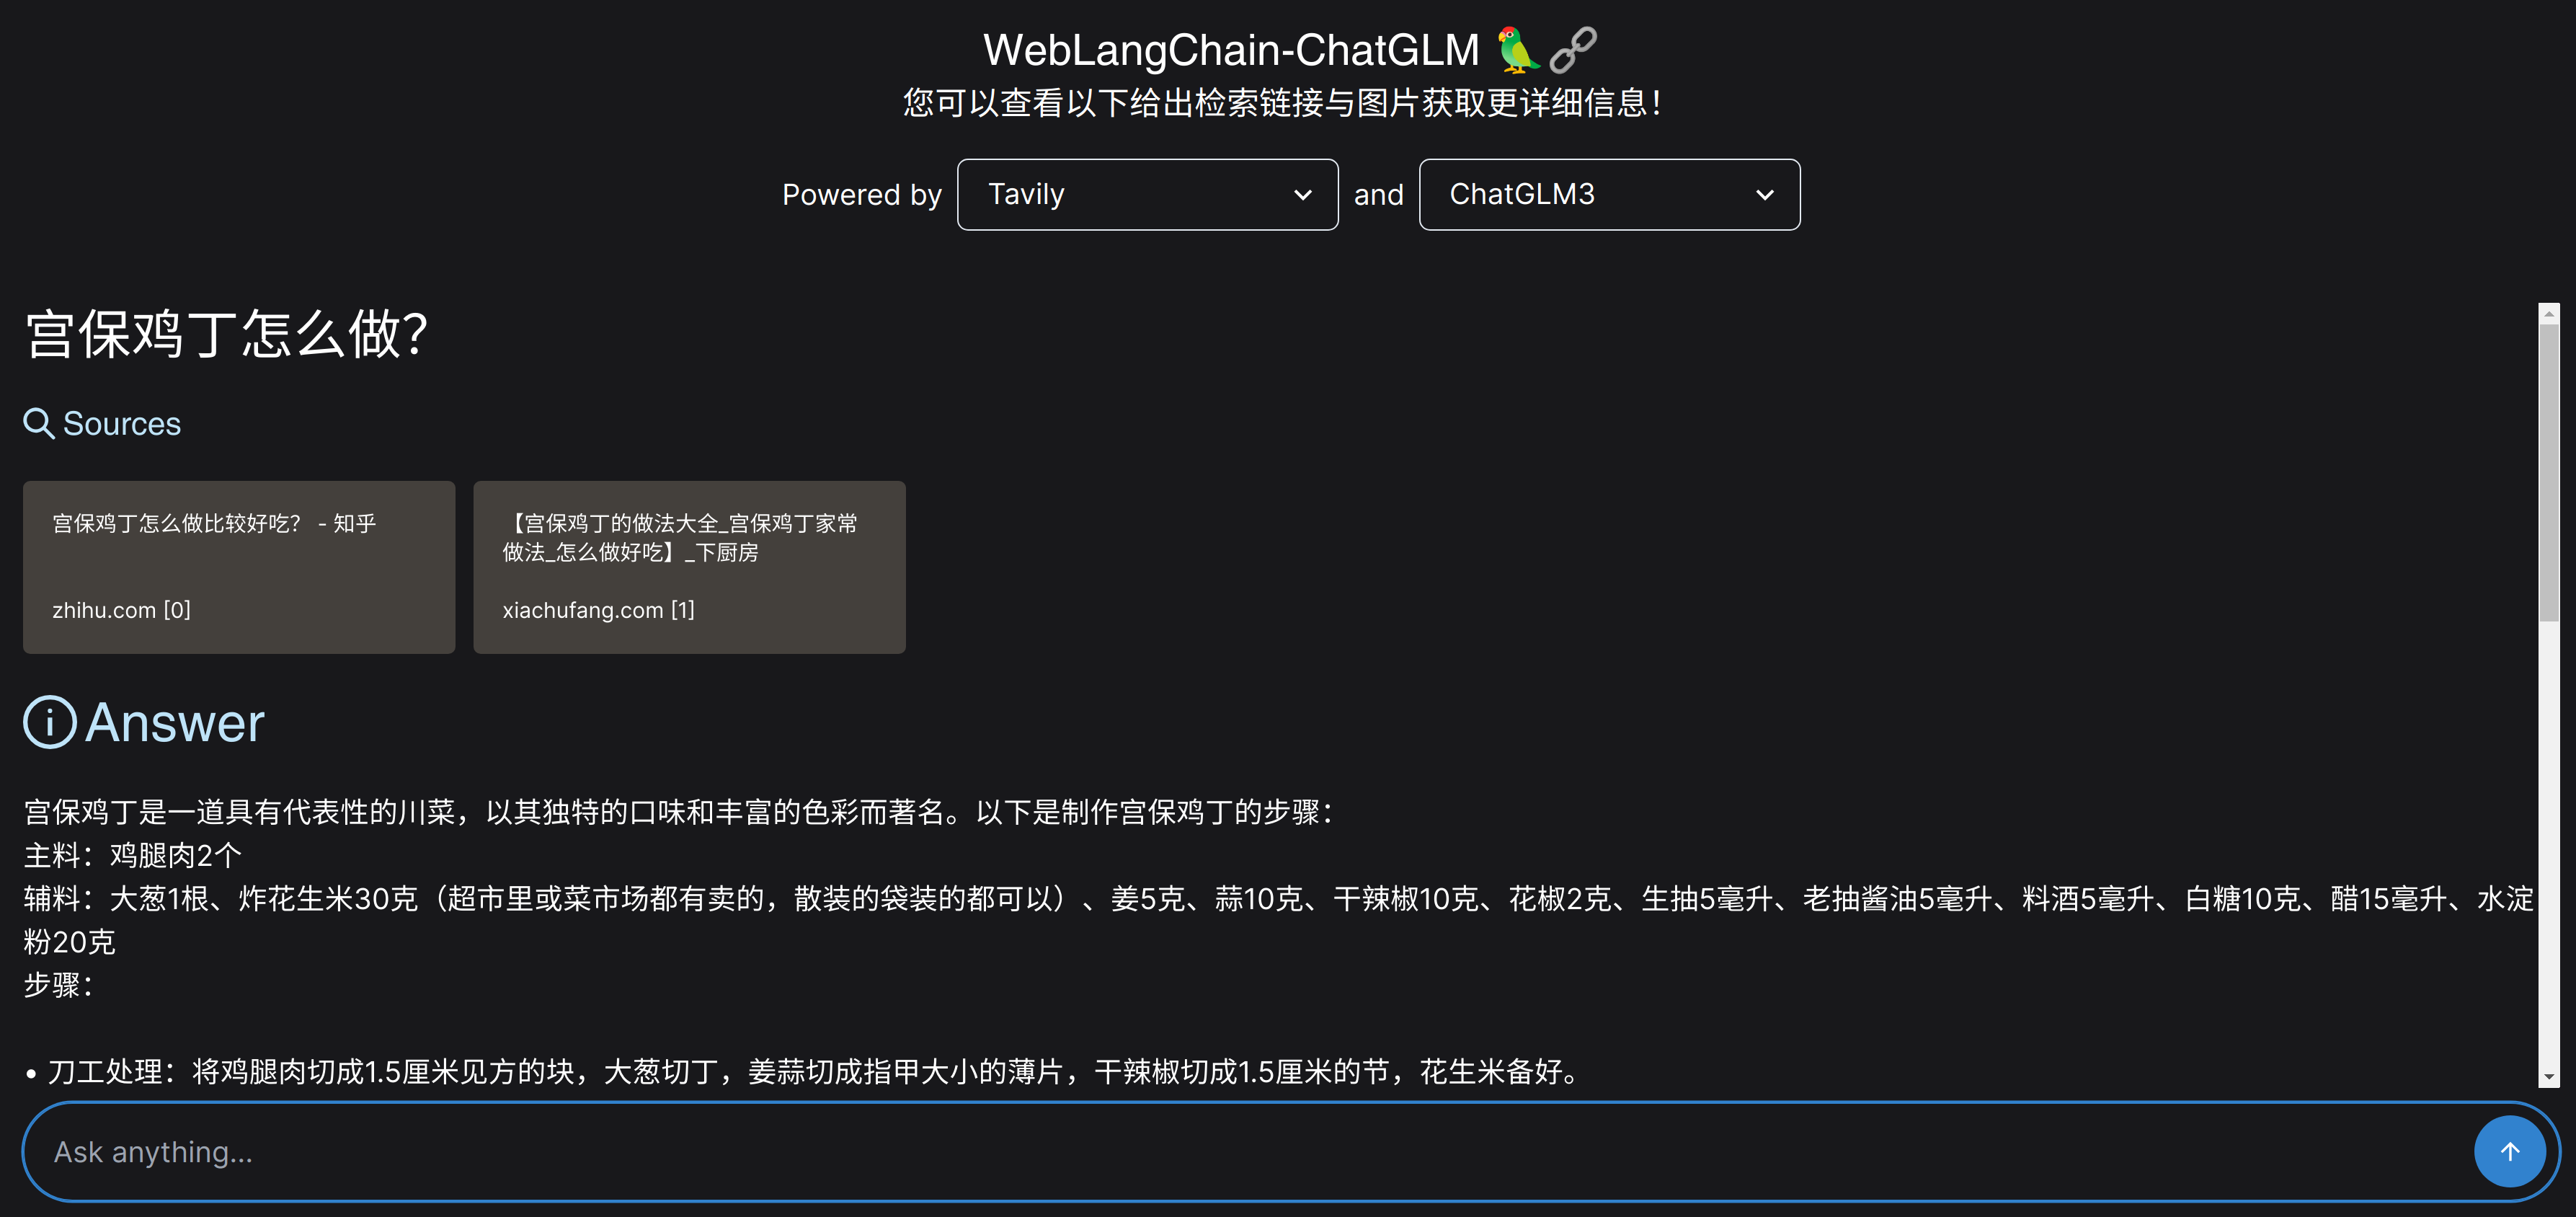 WebLangChain-ChatGLM 🦜🔗
您可以查看以下给出检索链接与图片获取更详细信息！
Powered by Tavily and ChatGLM3
宫保鸡丁怎么做？
Sources
宫保鸡丁怎么做比较好吃？ - 知乎
zhihu.com [0]
【宫保鸡丁的做法大全_宫保鸡丁家常
做法_怎么做好吃】_下厨房
xiachufang.com [1]
Answer
宫保鸡丁是一道具有代表性的川菜，以其独特的口味和丰富的色彩而著名。以下是制作宫保鸡丁的步骤：
主料：鸡腿肉2个
辅料：大葱1根、炸花生米30克（超市里或菜市场都有卖的，散装的袋装的都可以）、姜5克、蒜10克、干辣椒10克、花椒2克、生抽5毫升、老抽酱油5毫升、料酒5毫升、白糖10克、醋15毫升、水淀
粉20克
步骤：
• 刀工处理：将鸡腿肉切成1.5厘米见方的块，大葱切丁，姜蒜切成指甲大小的薄片，干辣椒切成1.5厘米的节，花生米备好。
Ask anything...